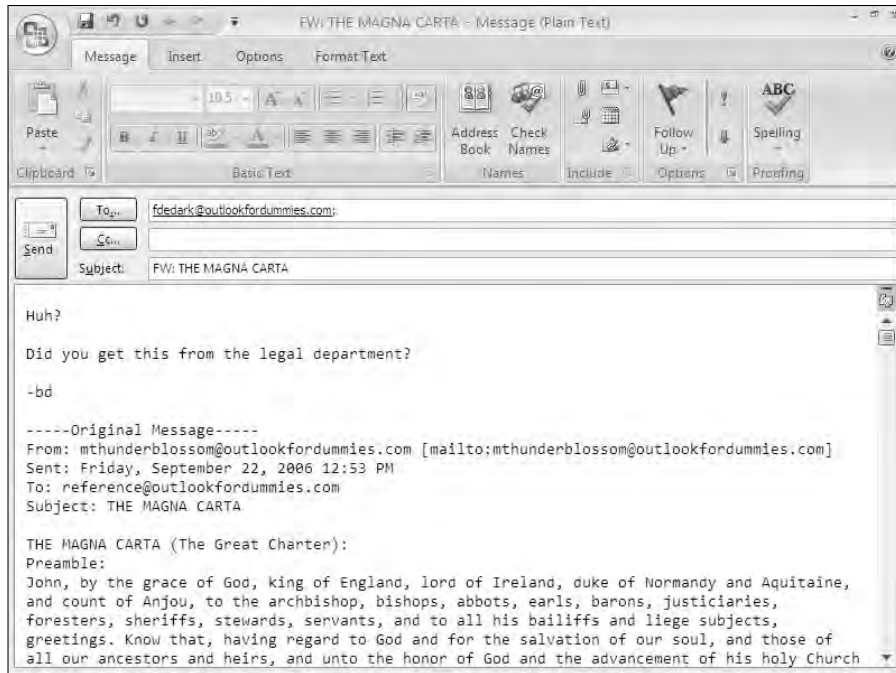 FW: THE MAGNA CARTA - Message (Plain Text)
Message Insert Options Format Text
10.5 A A
Paste
B I U ab A
Address Book
Check Names
Follow Up
ABC
Spelling
Clipboard Basic Text Names Include Options Proofing
Send
To...
fdedark@outlookfordummies.com;
Cc...
Subject: FW: THE MAGNA CARTA
Huh?
Did you get this from the legal department?
-bd
-----Original Message-----
From: mthunderblossom@outlookfordummies.com [mailto:mthunderblossom@outlookfordummies.com]
Sent: Friday, September 22, 2006 12:53 PM
To: reference@outlookfordummies.com
Subject: THE MAGNA CARTA
THE MAGNA CARTA (The Great Charter):
Preamble:
John, by the grace of God, king of England, lord of Ireland, duke of Normandy and Aquitaine,
and count of Anjou, to the archbishop, bishops, abbots, earls, barons, justiciaries,
foresters, sheriffs, stewards, servants, and to all his bailiffs and liege subjects,
greetings. Know that, having regard to God and for the salvation of our soul, and those of
all our ancestors and heirs, and unto the honor of God and the advancement of his holy Church